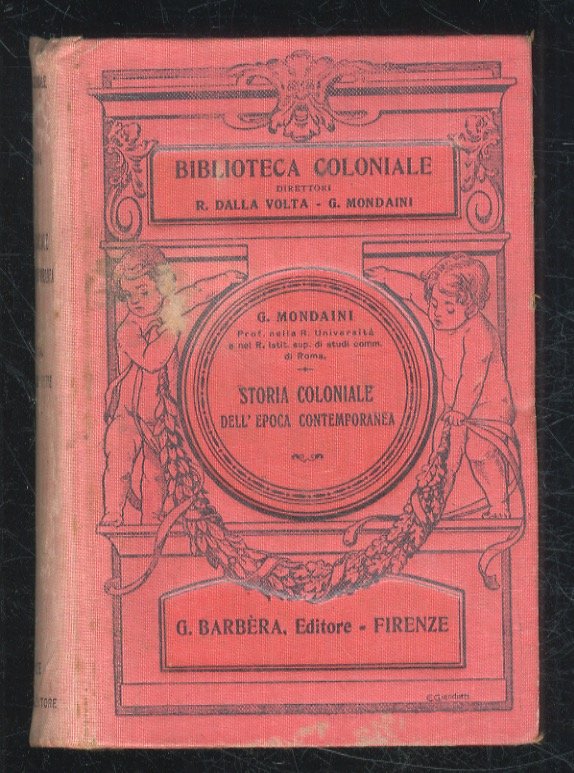 BIBLIOTECA COLONIALE
DIRETTORI
R. DALLA VOLTA - G. MONDAINI
G. MONDAINI
Prof. nella R. Università
e nel R. Istit. sup. di studi comm.
di Roma.
STORIA COLONIALE
DELL' EPOCA CONTEMPORANEA
G. BARBÈRA, Editore - FIRENZE